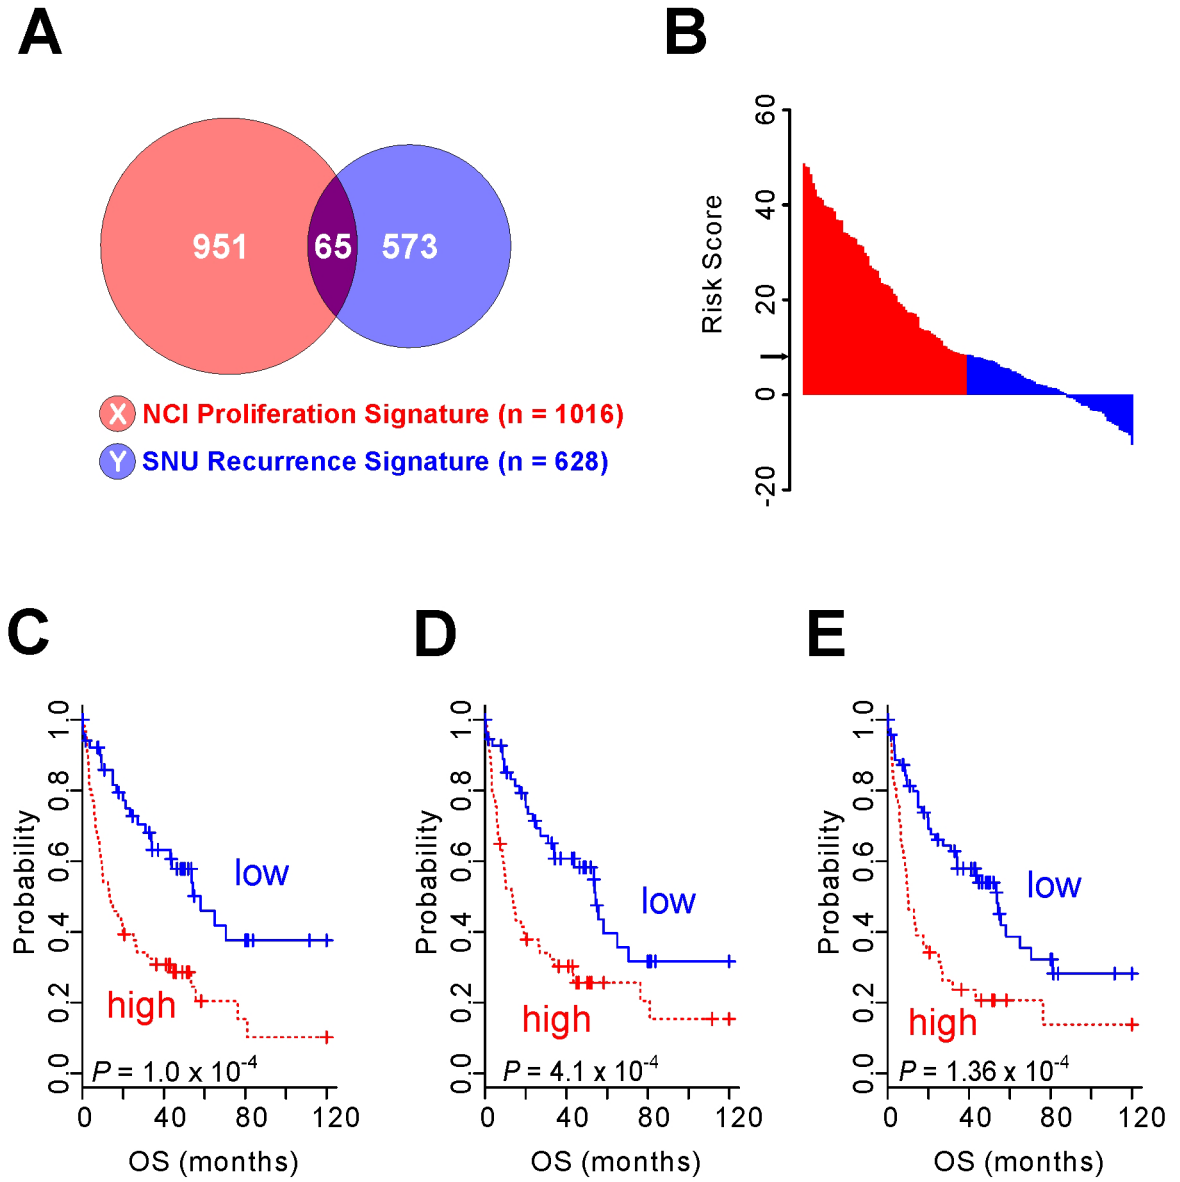 A
951 65 573
X NCI Proliferation Signature (n = 1016)
Y SNU Recurrence Signature (n = 628)
B
60
40
20
0
-20
Risk Score
C
1.0
0.8
0.6
0.4
0.2
0.0
Probability
low
high
P = 1.0 x 10-4
0 40 80 120
OS (months)
D
1.0
0.8
0.6
0.4
0.2
0.0
Probability
low
high
P = 4.1 x 10-4
0 40 80 120
OS (months)
E
1.0
0.8
0.6
0.4
0.2
0.0
Probability
low
high
P = 1.36 x 10-4
0 40 80 120
OS (months)